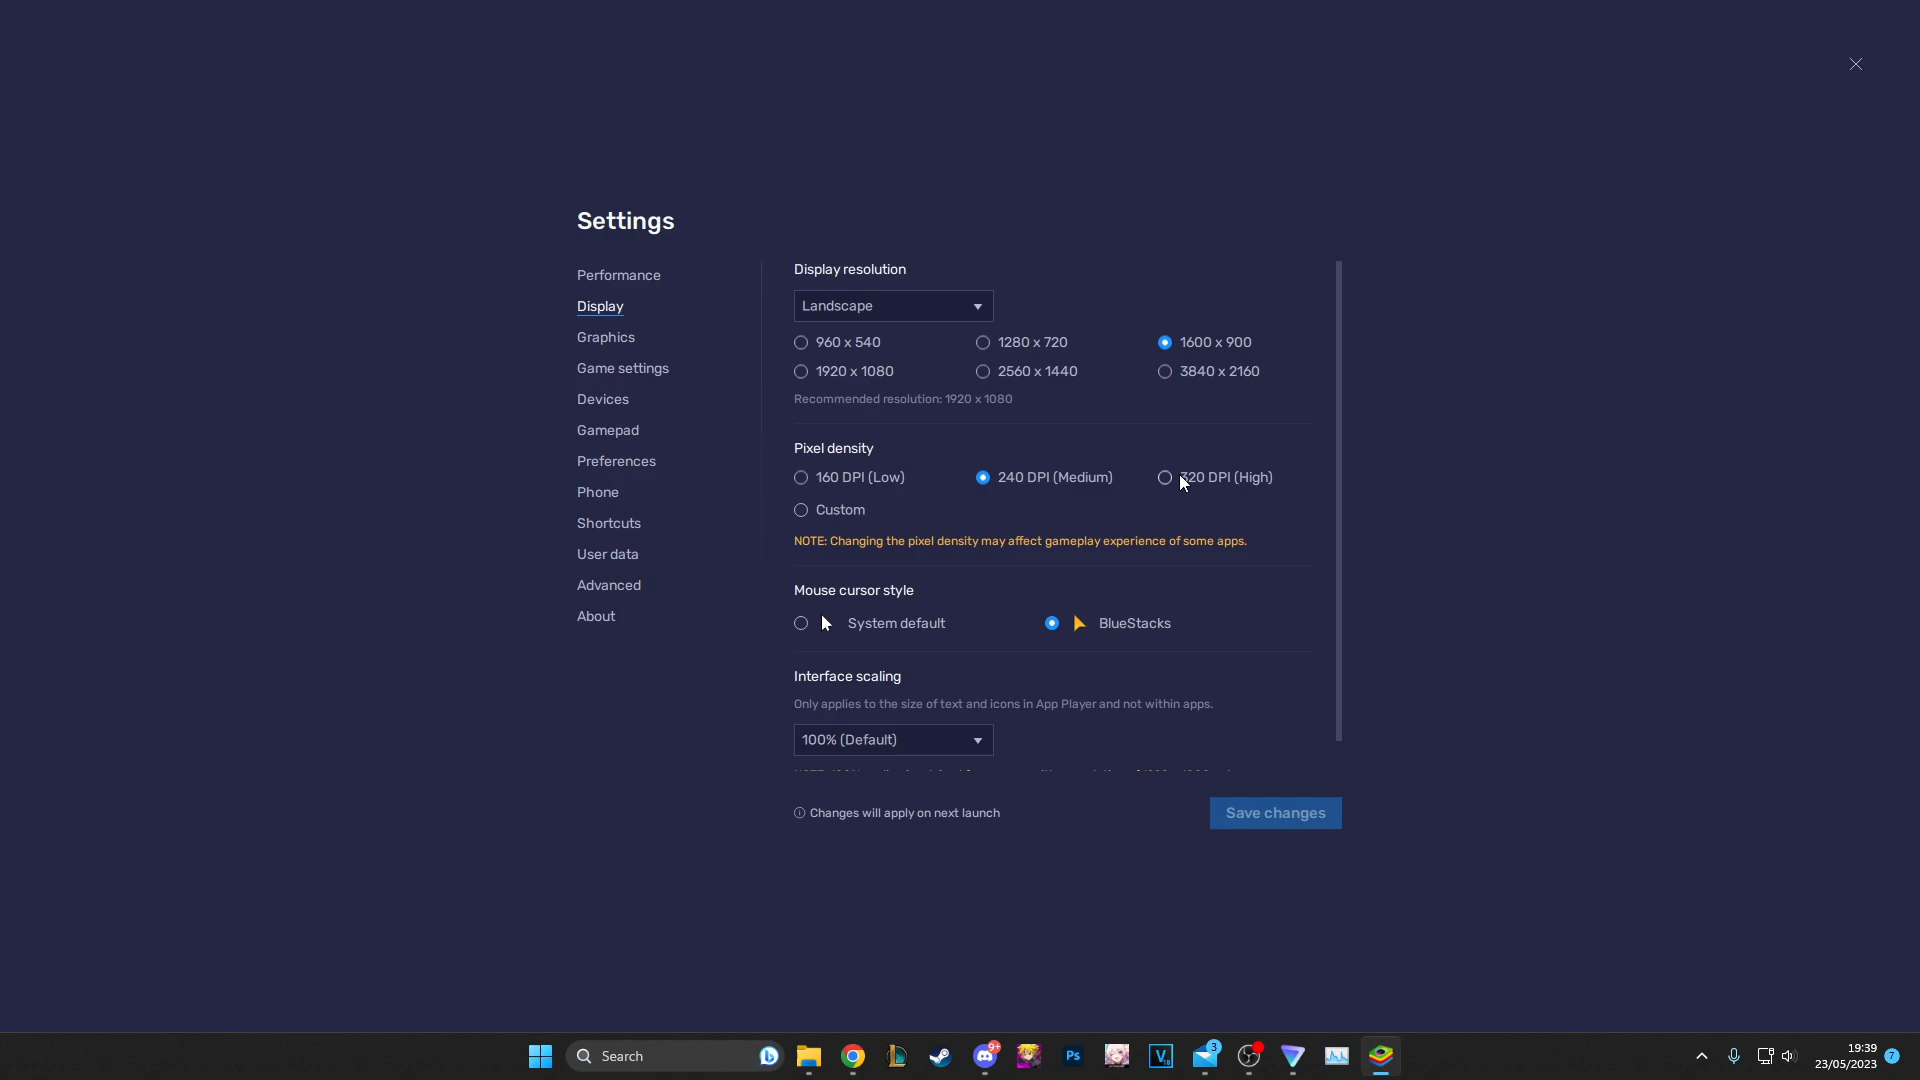 Settings
Performance
Display
Graphics
Game settings
Devices
Gamepad
Preferences
Phone
Shortcuts
User data
Advanced
About
Display resolution
Landscape
960 x 540 1280 x 720 1600 x 900
1920 x 1080 2560 x 1440 3840 x 2160
Recommended resolution: 1920 x 1080
Pixel density
160 DPI (Low) 240 DPI (Medium) 320 DPI (High)
Custom
NOTE: Changing the pixel density may affect gameplay experience of some apps.
Mouse cursor style
System default BlueStacks
Interface scaling
Only applies to the size of text and icons in App Player and not within apps.
100% (Default)
Changes will apply on next launch
Save changes
Search
9+
Ps
V
3
19:39
23/05/2023
7